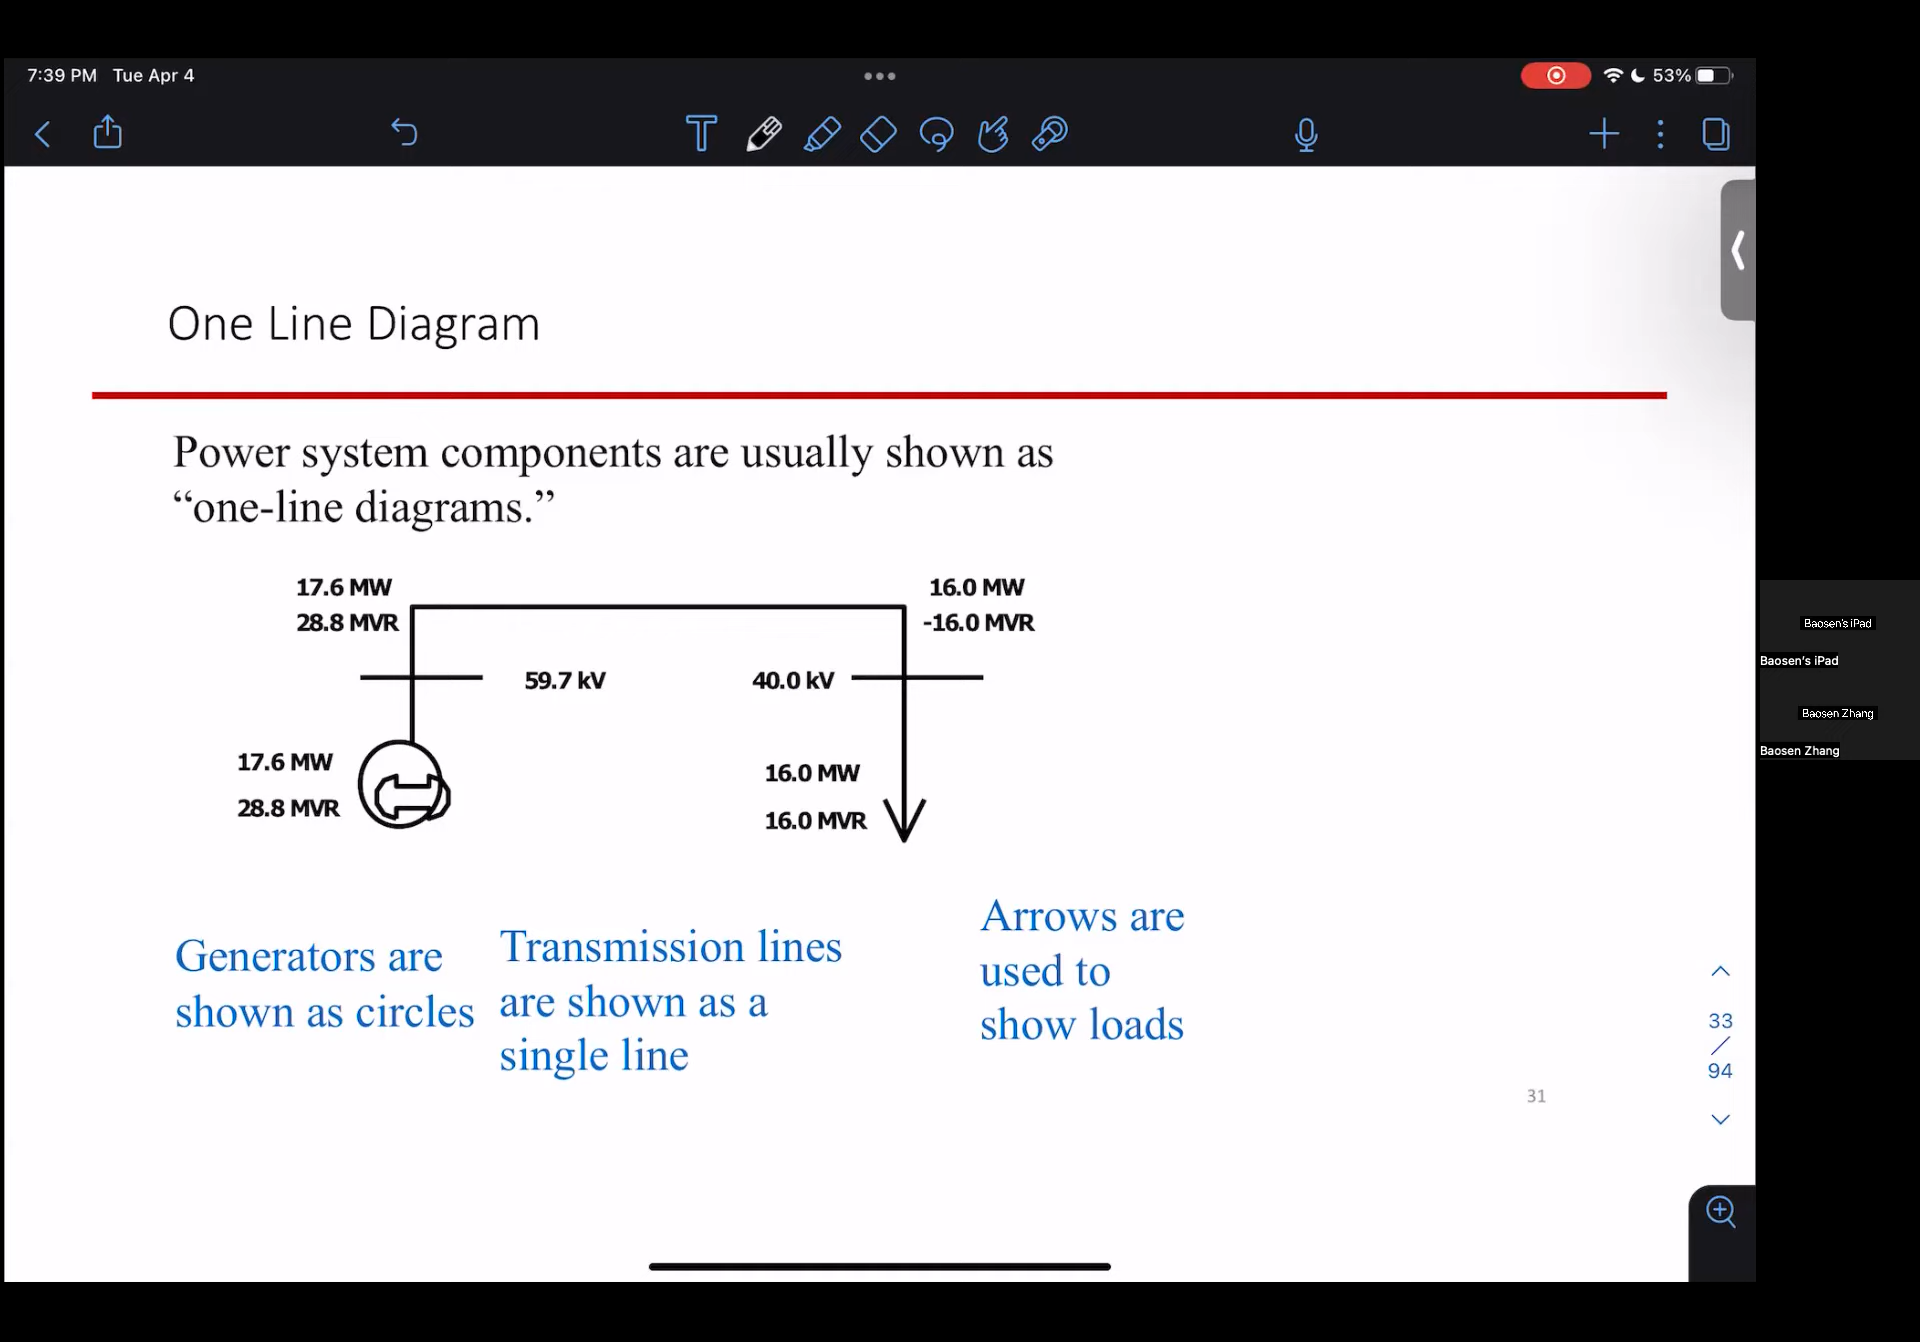 7:39 PM Tue Apr 4
53%
One Line Diagram
Power system components are usually shown as
“one-line diagrams.”
17.6 MW
28.8 MVR
16.0 MW
-16.0 MVR
59.7 kV
40.0 kV
17.6 MW
28.8 MVR
16.0 MW
16.0 MVR
Generators are
shown as circles
Transmission lines
are shown as a
single line
Arrows are
used to
show loads
33
/
94
31
Baosen's iPad
Baosen's iPad
Baosen Zhang
Baosen Zhang